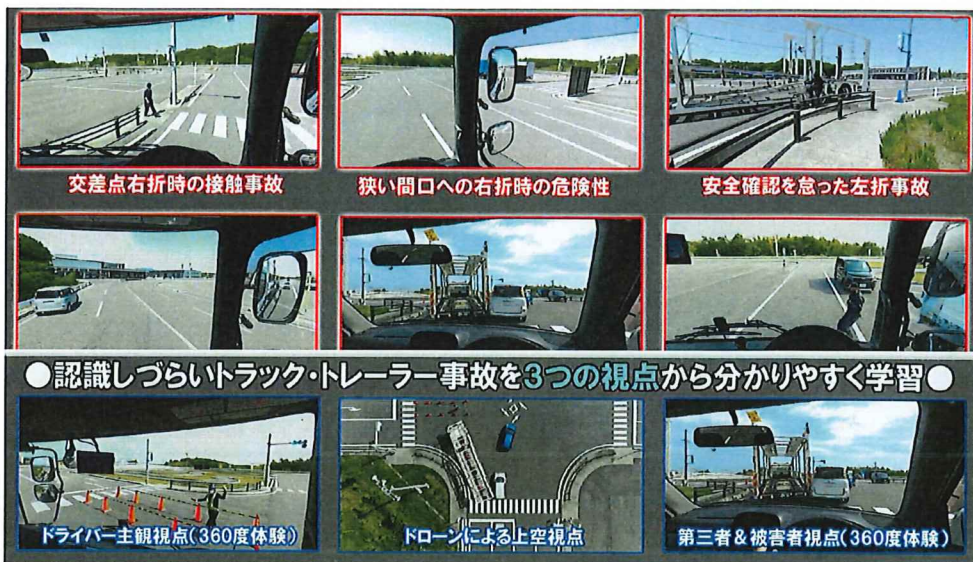 交差点右折時の接触事故
狭い間口への右折時の危険性
安全確認を怠った左折事故
●認識しづらいトラック・トレーラー事故を3つの視点から分かりやすく学習●
ドライバー主観視点(360度体験)
ドローンによる上空視点
第三者&被害者視点(360度体験)